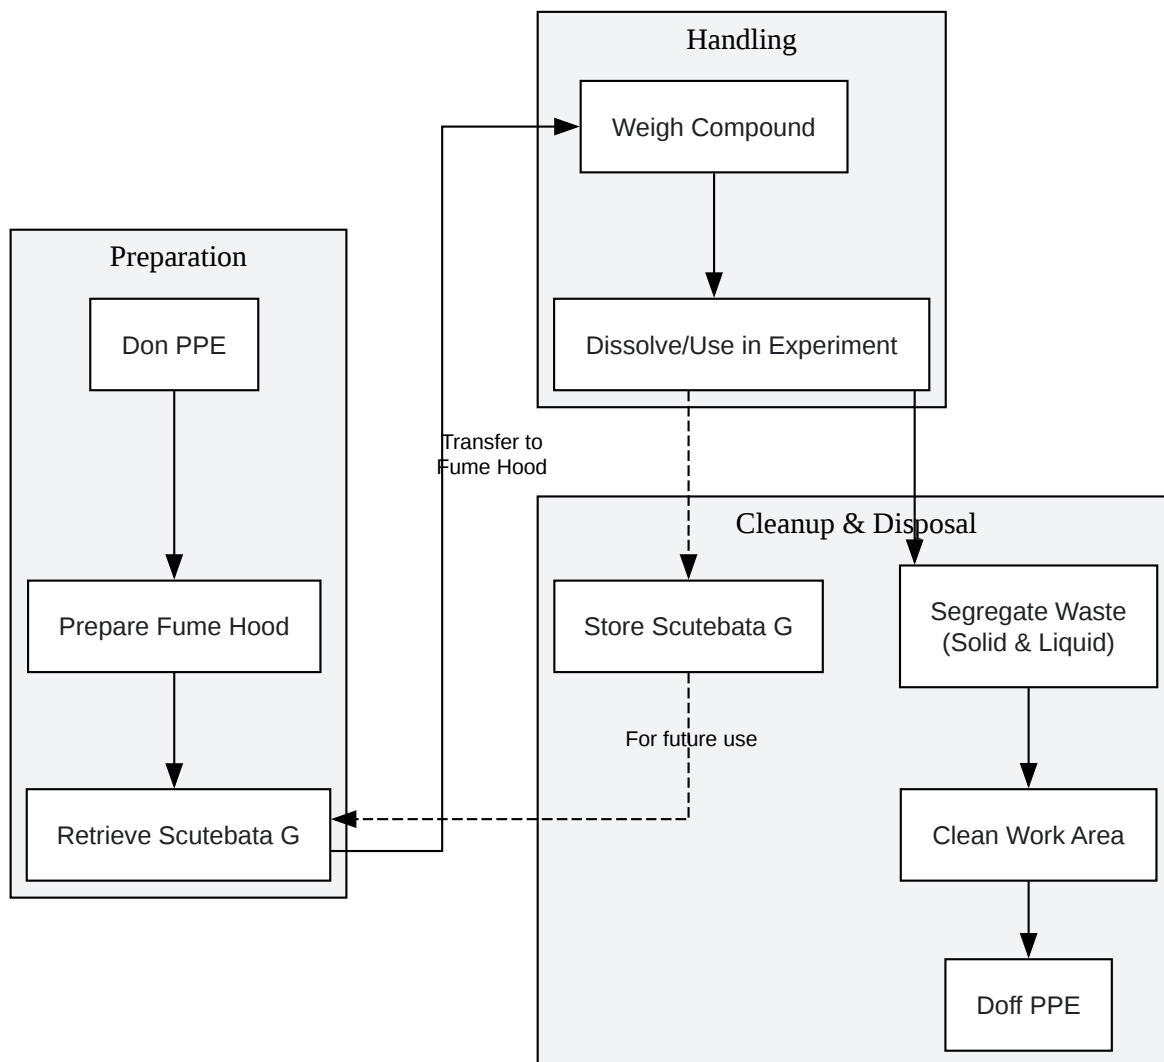 Handling
Weigh Compound
Dissolve/Use in Experiment
Preparation
Don PPE
Prepare Fume Hood
Retrieve Scutebata G
Transfer to
Fume Hood
Cleanup & Disposal
Store Scutebata G
For future use
Segregate Waste
(Solid & Liquid)
Clean Work Area
Doff PPE